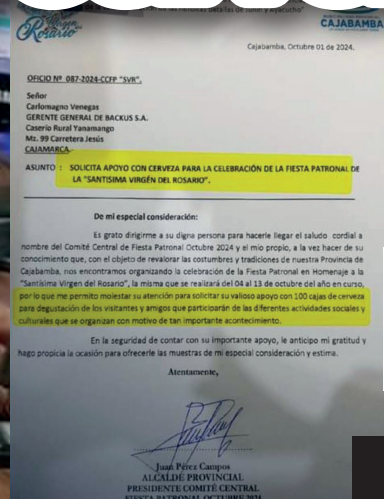 Virgen
Rosario
CAJABAMBA
Cajabamba, Octubre 01 de 2024.
OFICIO Nº 087-2024-CCFP "SVR".
Señor
Carlomagno Venegas
GERENTE GENERAL DE BACKUS S.A.
Caserío Rural Yanamango
Mz. 99 Carretera Jesús
CAJAMARCA.-
ASUNTO : SOLICITA APOYO CON CERVEZA PARA LA CELEBRACIÓN DE LA FIESTA PATRONAL DE
LA "SANTISIMA VIRGÉN DEL ROSARIO".
De mi especial consideración:
Es grato dirigirme a su digna persona para hacerle llegar el saludo cordial a
nombre del Comité Central de Fiesta Patronal Octubre 2024 y el mío propio, a la vez hacer de su
conocimiento que, con el objeto de revalorar las costumbres y tradiciones de nuestra Provincia de
Cajabamba, nos encontramos organizando la celebración de la Fiesta Patronal en Homenaje a la
"Santísima Virgen del Rosario", la misma que se realizará del 04 al 13 de octubre del año en curso,
por lo que me permito molestar su atención para solicitar su valioso apoyo con 100 cajas de cerveza
para degustación de los visitantes y amigos que participarán de las diferentes actividades sociales y
culturales que se organizan con motivo de tan importante acontecimiento.
En la seguridad de contar con su importante apoyo, le anticipo mi gratitud y
hago propicia la ocasión para ofrecerle las muestras de mi especial consideración y estima.
Atentamente,
Juan Pérez Campos
ALCALDE PROVINCIAL
PRESIDENTE COMITÉ CENTRAL
FIESTA PATRONAL OCTUBRE 2024